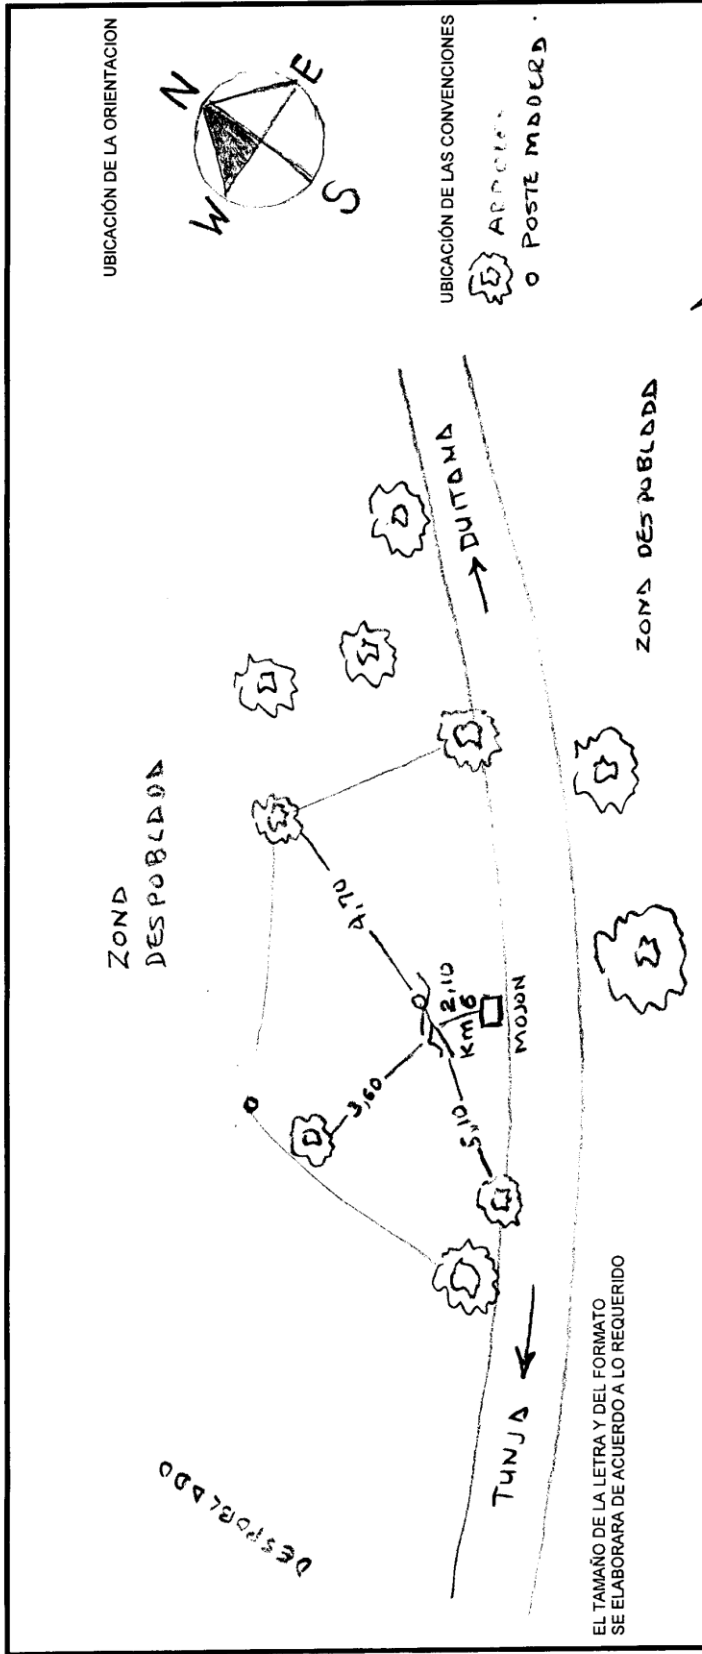 UBICACIÓN DE LA ORIENTACION
N
E
W
S
UBICACIÓN DE LAS CONVENCIONES
O POSTE MADERA.
ZONA
DESPOBLADA
DESPOBLADO
4,70
3,60
2,10
Km 6
5,10
MOJON
→ DUITAMA
TUNJA ←
ZONA DESPOBLADA
EL TAMAÑO DE LA LETRA Y DEL FORMATO
SE ELABORARA DE ACUERDO A LO REQUERIDO